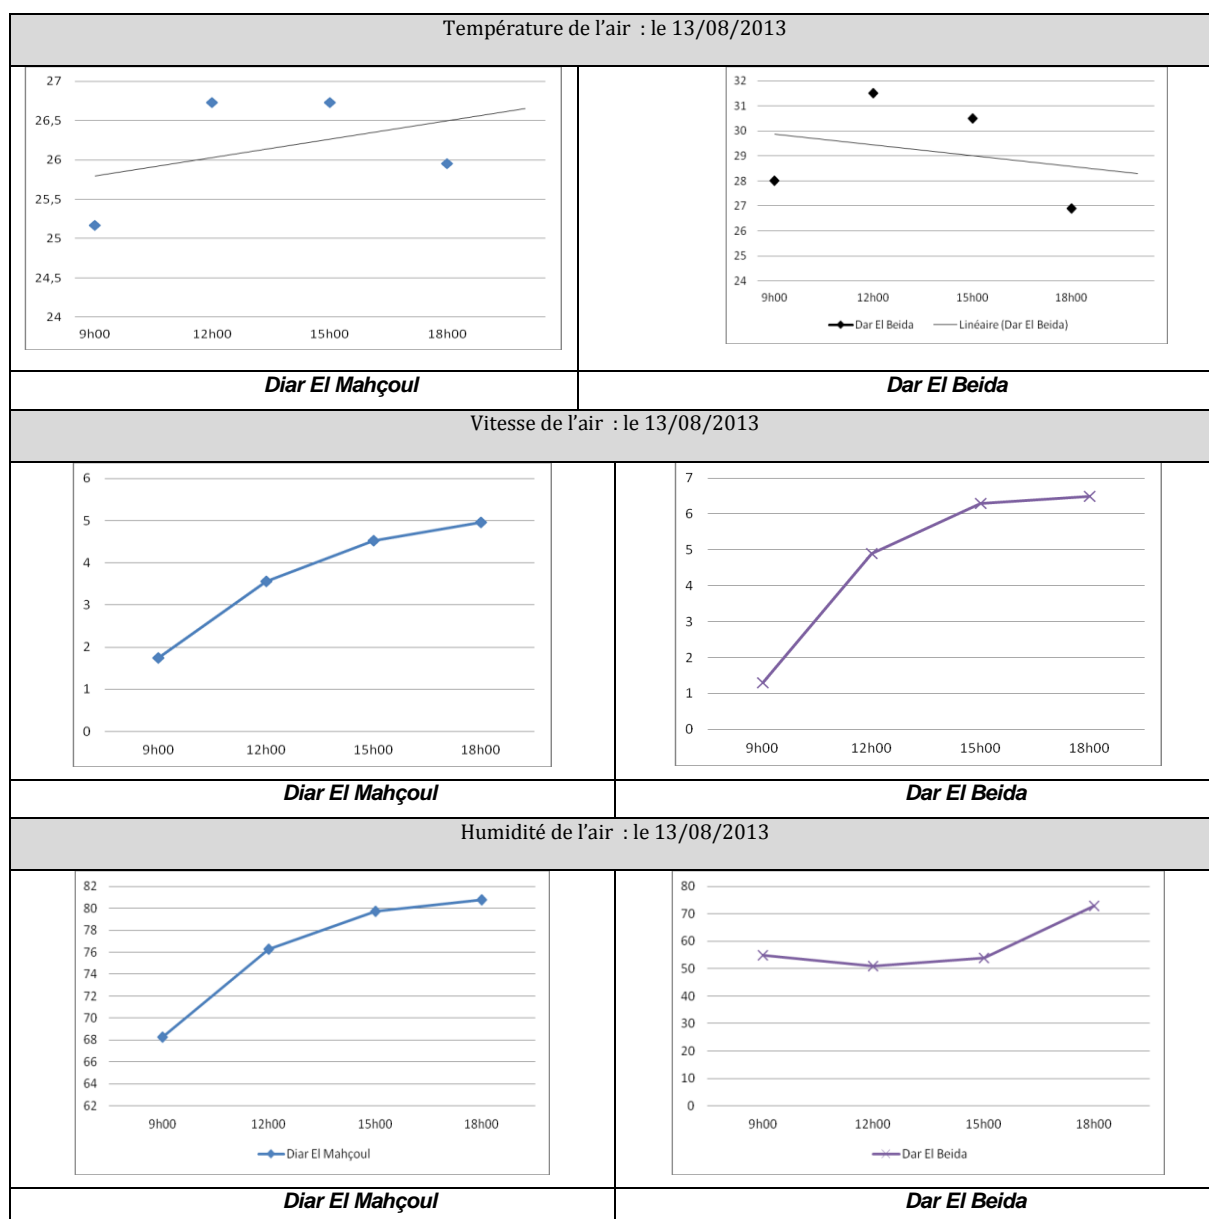 Température de l’air  : le 13/08/2013
27
26,5
26
25,5
25
24,5
24
9h00 12h00 15h00 18h00
32
31
30
29
28
27
26
25
24
9h00 12h00 15h00 18h00
Dar El Beida Linéaire (Dar El Beida)
Diar El Mahçoul
Dar El Beida
Vitesse de l’air  : le 13/08/2013
6
5
4
3
2
1
0
9h00 12h00 15h00 18h00
7
6
5
4
3
2
1
0
9h00 12h00 15h00 18h00
Diar El Mahçoul
Dar El Beida
Humidité de l’air  : le 13/08/2013
82
80
78
76
74
72
70
68
66
64
62
9h00 12h00 15h00 18h00
Diar El Mahçoul
80
70
60
50
40
30
20
10
0
9h00 12h00 15h00 18h00
Dar El Beida
Diar El Mahçoul
Dar El Beida